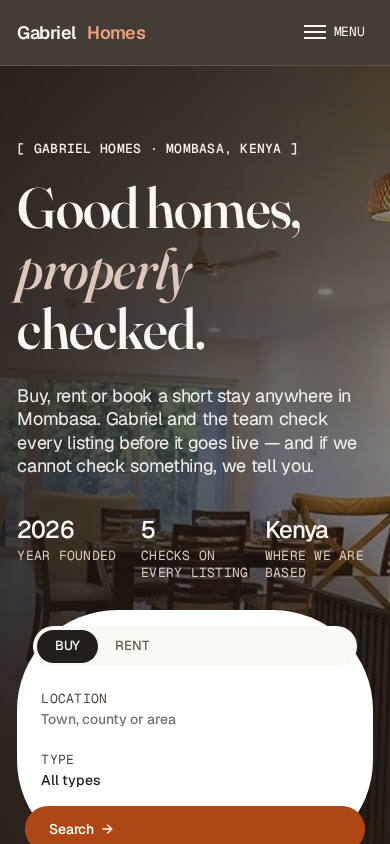 Gabriel Homes
MENU
[ GABRIEL HOMES · MOMBASA, KENYA ]
Good homes,
properly
checked.
Buy, rent or book a short stay anywhere in
Mombasa. Gabriel and the team check
every listing before it goes live — and if we
cannot check something, we tell you.
2026
YEAR FOUNDED
5
CHECKS ON
EVERY LISTING
Kenya
WHERE WE ARE
BASED
BUY
RENT
LOCATION
Town, county or area
TYPE
All types
Search →